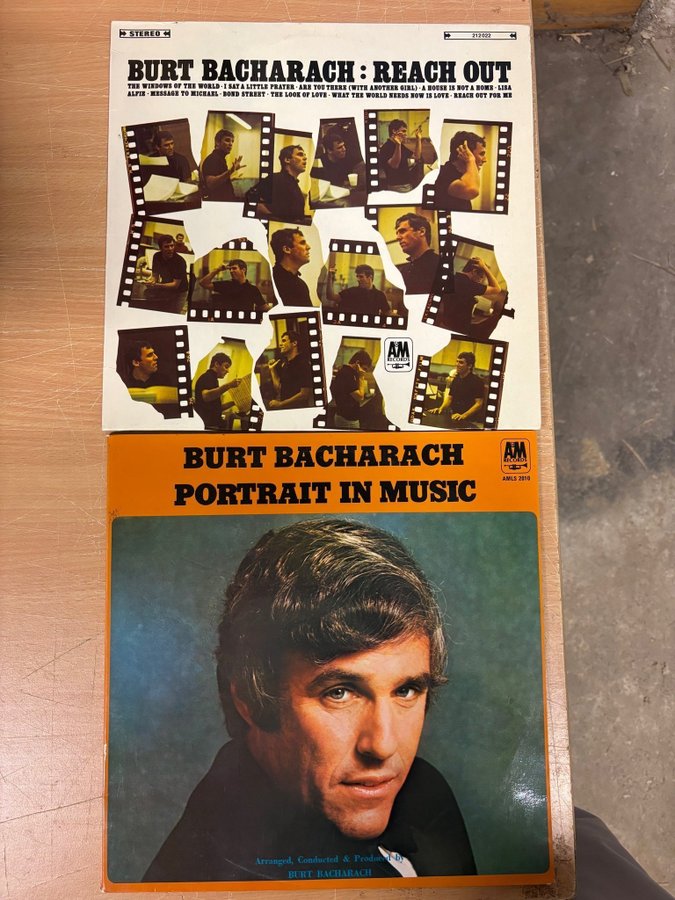 STEREO
212 022
BURT BACHARACH : REACH OUT
THE WINDOWS OF THE WORLD · I SAY A LITTLE PRAYER · ARE YOU THERE (WITH ANOTHER GIRL) · A HOUSE IS NOT A HOME · LISA
ALFIE · MESSAGE TO MICHAEL · BOND STREET · THE LOOK OF LOVE · WHAT THE WORLD NEEDS NOW IS LOVE · REACH OUT FOR ME
A&M
RECORDS
BURT BACHARACH
PORTRAIT IN MUSIC
A&M
RECORDS
AMLS 2010
Arranged, Conducted & Produced by
BURT BACHARACH